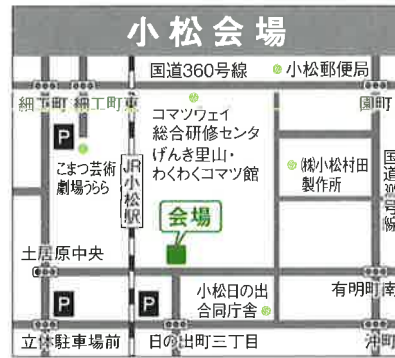 小松会場
国道360号線
小松郵便局
細工町
細工町東
園町
コマツウェイ
総合研修センタ
げんき里山・
わくわくコマツ館
P
こまつ芸術
劇場うらら
JR小松駅
(株)小松村田
製作所
会場
土居原中央
有明町南
小松日の出
合同庁舎
P
P
立体駐車場前
日の出町三丁目
沖町